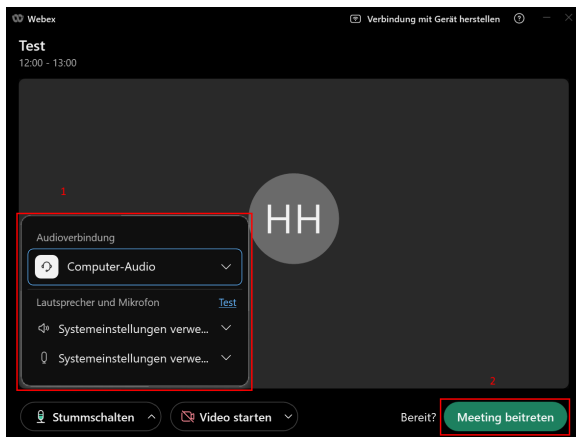 Webex Verbindung mit Gerät herstellen
Test
12:00 - 13:00
1
HH
Audioverbindung
Computer-Audio
Lautsprecher und Mikrofon Test
Systemeinstellungen verwe...
Systemeinstellungen verwe...
2
Stummschalten Video starten Bereit? Meeting beitreten